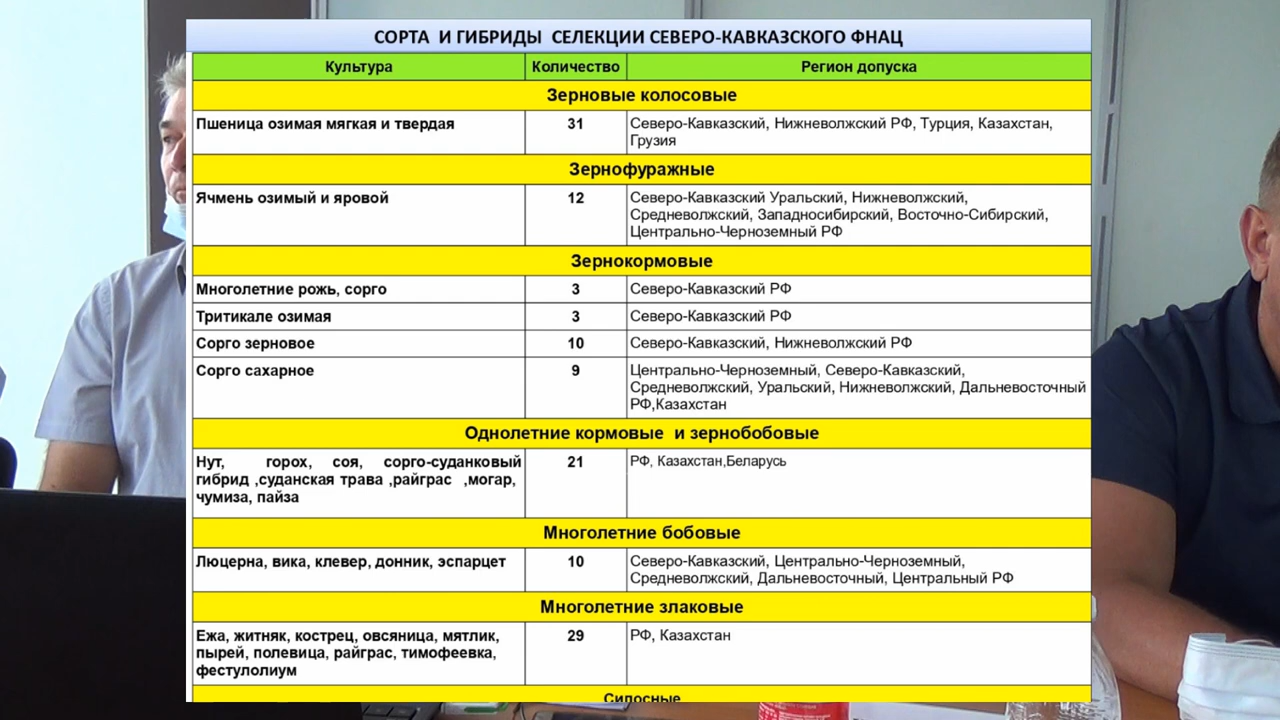 СОРТА И ГИБРИДЫ СЕЛЕКЦИИ СЕВЕРО-КАВКАЗСКОГО ФНАЦ
Культура Количество Регион допуска
Зерновые колосовые
Пшеница озимая мягкая и твердая 31 Северо-Кавказский, Нижневолжский РФ, Турция, Казахстан,
Грузия
Зернофуражные
Ячмень озимый и яровой 12 Северо-Кавказский Уральский, Нижневолжский,
Средневолжский, Западносибирский, Восточно-Сибирский,
Центрально-Черноземный РФ
Зернокормовые
Многолетние рожь, сорго 3 Северо-Кавказский РФ
Тритикале озимая 3 Северо-Кавказский РФ
Сорго зерновое 10 Северо-Кавказский, Нижневолжский РФ
Сорго сахарное 9 Центрально-Черноземный, Северо-Кавказский,
Средневолжский, Уральский, Нижневолжский, Дальневосточный
РФ,Казахстан
Однолетние кормовые и зернобобовые
Нут, горох, соя, сорго-суданковый 21 РФ, Казахстан,Беларусь
гибрид ,суданская трава ,райграс ,могар,
чумиза, пайза
Многолетние бобовые
Люцерна, вика, клевер, донник, эспарцет 10 Северо-Кавказский, Центрально-Черноземный,
Средневолжский, Дальневосточный, Центральный РФ
Многолетние злаковые
Ежа, житняк, кострец, овсяница, мятлик, 29 РФ, Казахстан
пырей, полевица, райграс, тимофеевка,
фестулолиум
Силосные